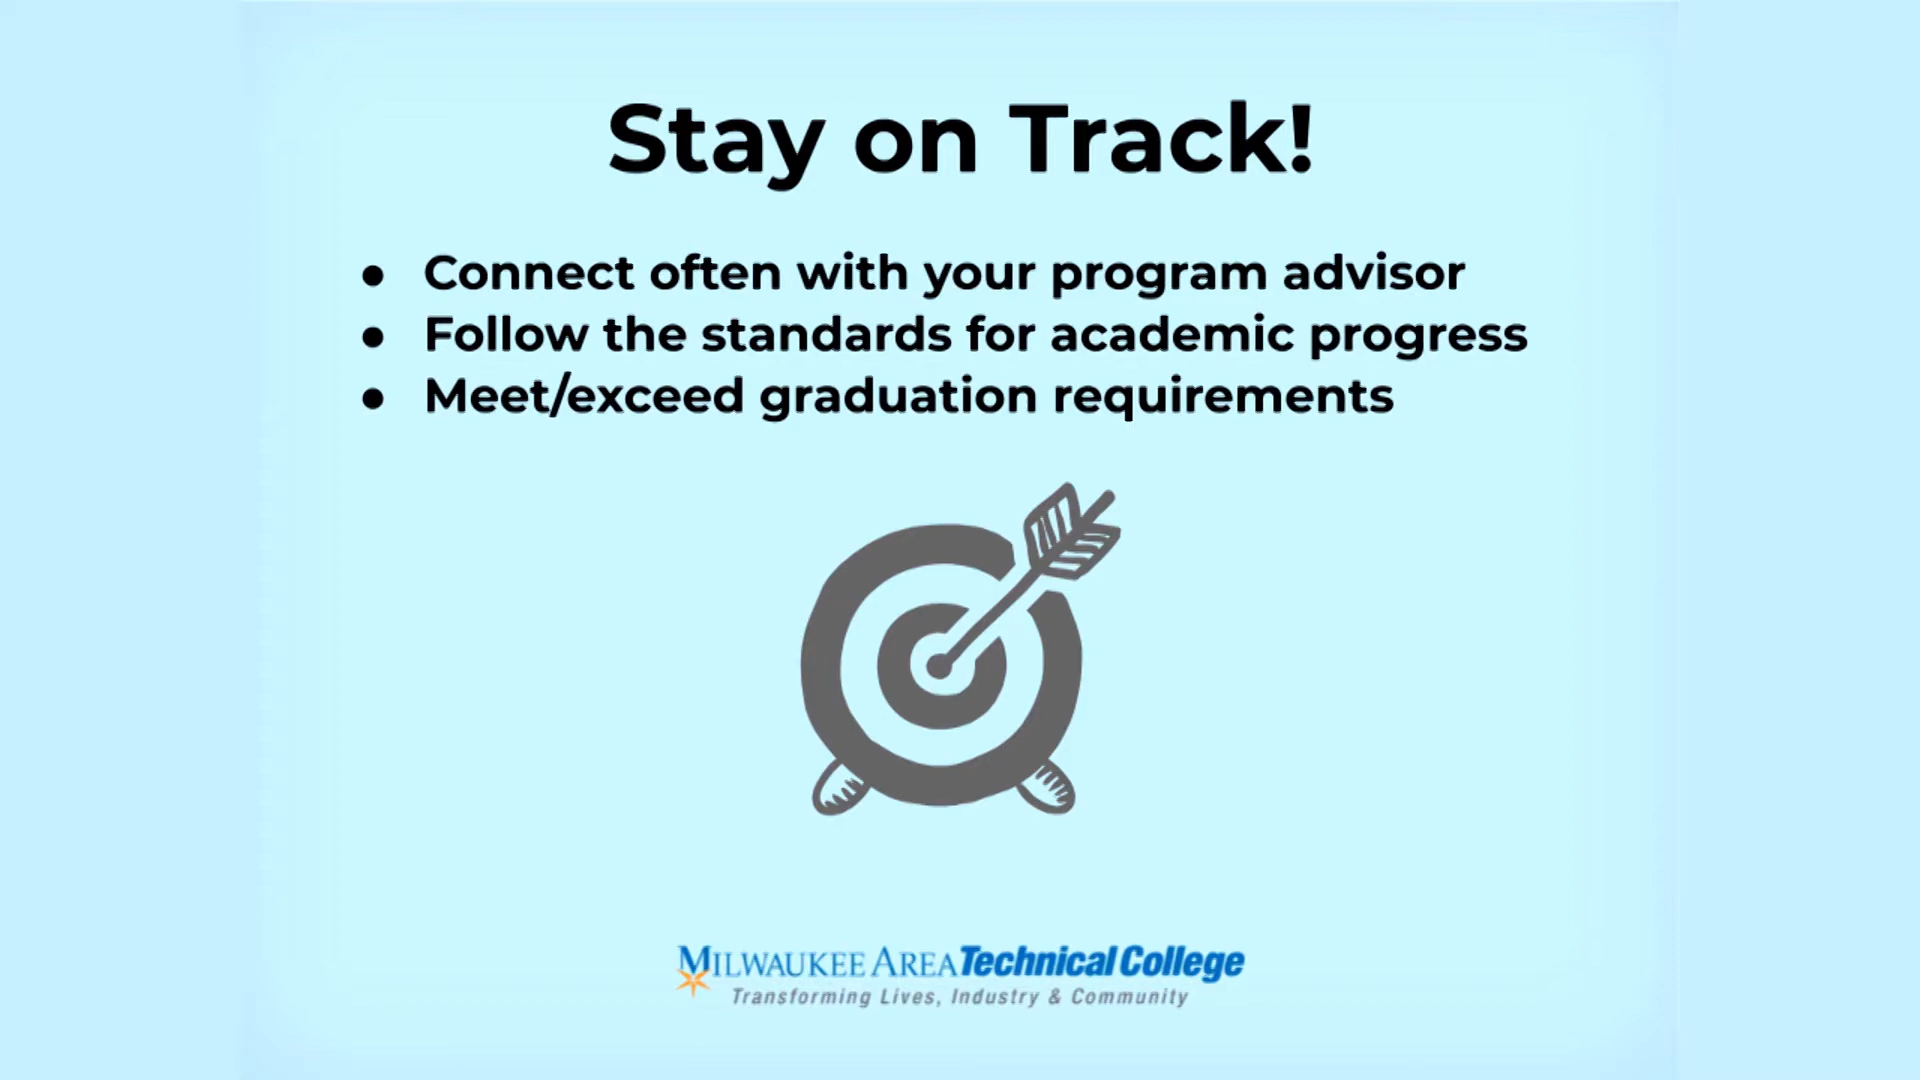 Stay on Track!
● Connect often with your program advisor
● Follow the standards for academic progress
● Meet/exceed graduation requirements
MILWAUKEE AREA Technical College
Transforming Lives, Industry & Community